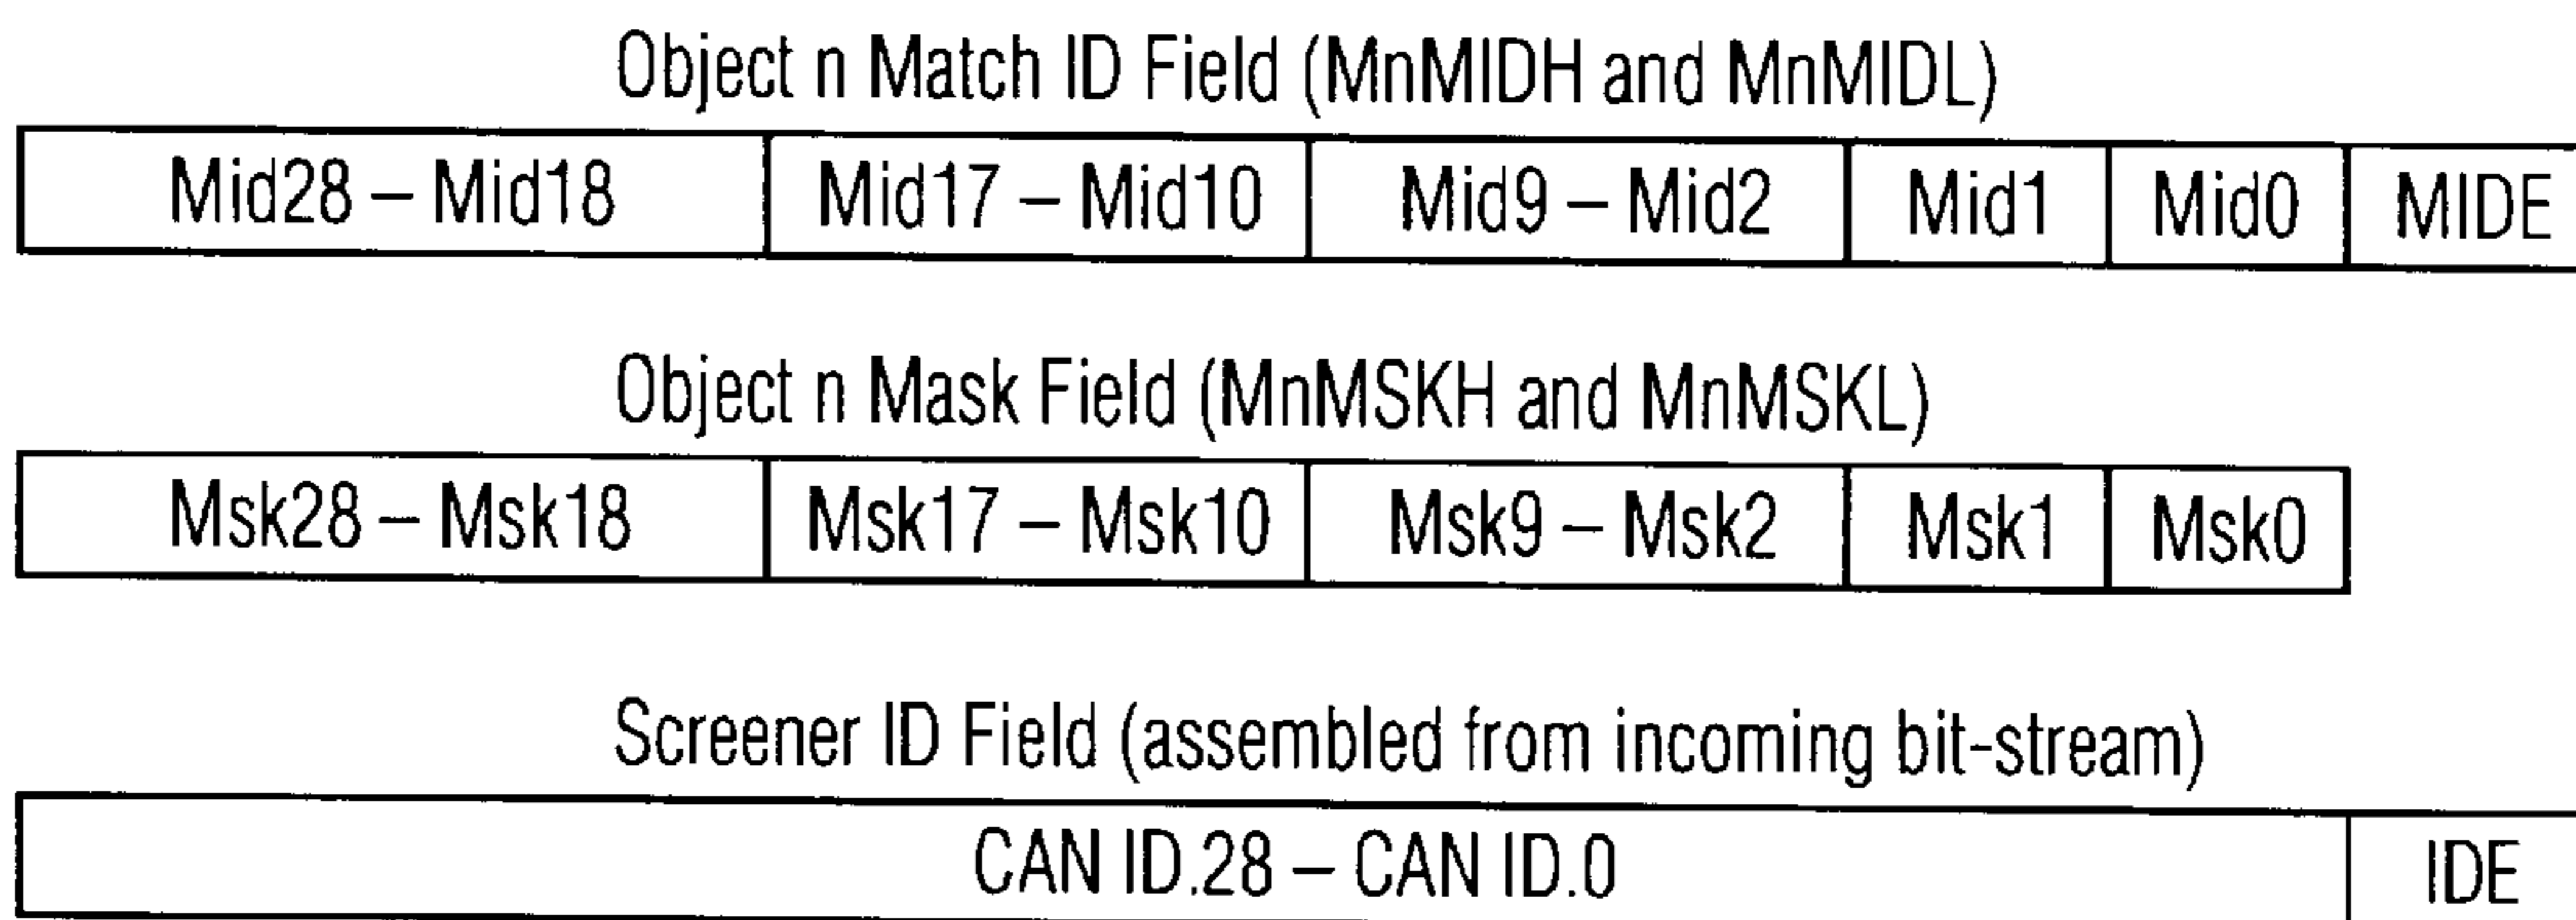 Object n Match ID Field (MnMIDH and MnMIDL)
Mid28 – Mid18 Mid17 – Mid10 Mid9 – Mid2 Mid1 Mid0 MIDE
Object n Mask Field (MnMSKH and MnMSKL)
Msk28 – Msk18 Msk17 – Msk10 Msk9 – Msk2 Msk1 Msk0
Screener ID Field (assembled from incoming bit-stream)
CAN ID.28 – CAN ID.0 IDE